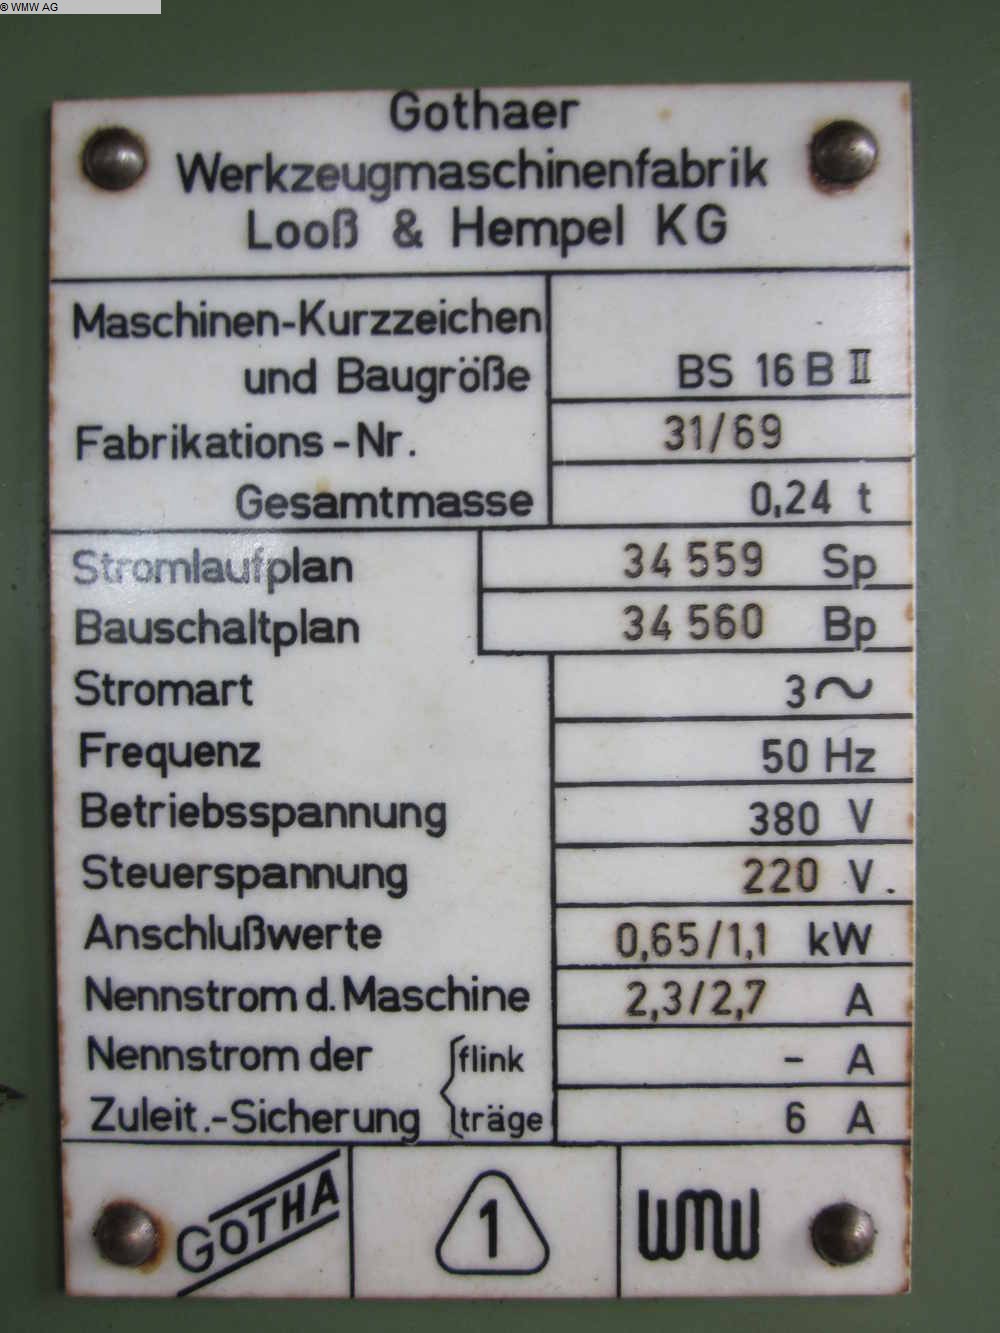 © WMW AG
Gothaer
Werkzeugmaschinenfabrik
Looß & Hempel KG
Maschinen-Kurzzeichen
und Baugröße BS 16 B II
Fabrikations-Nr. 31/69
Gesamtmasse 0,24 t
Stromlaufplan 34 559 Sp
Bauschaltplan 34 560 Bp
Stromart 3 ~
Frequenz 50 Hz
Betriebsspannung 380 V
Steuerspannung 220 V.
Anschlußwerte 0,65/1,1 kW
Nennstrom d. Maschine 2,3/2,7 A
Nennstrom der { flink - A
Zuleit.-Sicherung träge 6 A
GOTHA 1 WMW